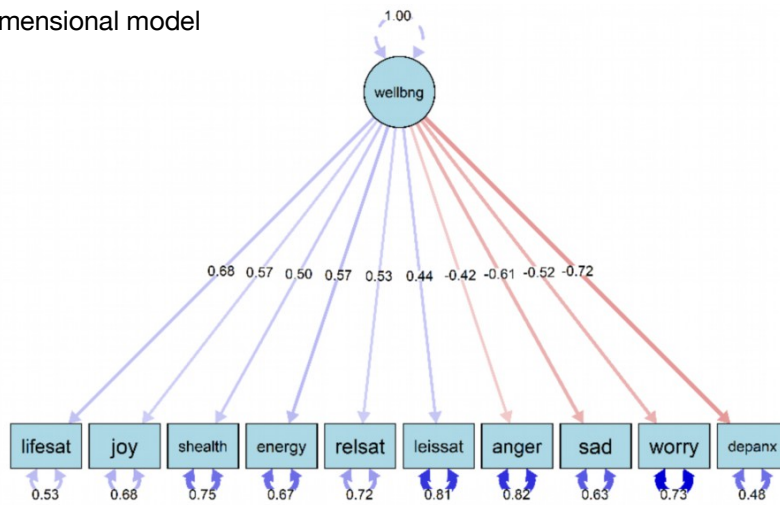 mensional model
1.00
wellbng
0.68 0.57 0.50 0.57 0.53 0.44 -0.42 -0.61 -0.52 -0.72
lifesat joy shealth energy relsat leissat anger sad worry depanx
0.53 0.68 0.75 0.67 0.72 0.81 0.82 0.63 0.73 0.48